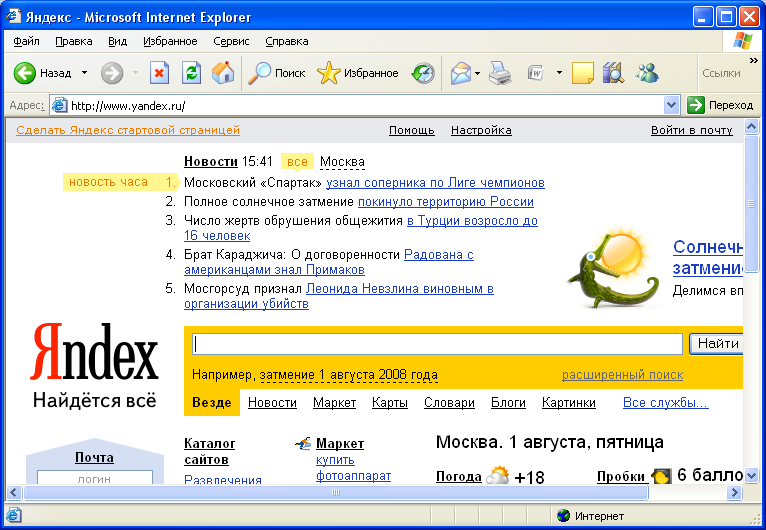 Яндекс - Microsoft Internet Explorer
Файл Правка Вид Избранное Сервис Справка
Назад Поиск Избранное Ссылки
Адрес: http://www.yandex.ru/ Переход
Сделать Яндекс стартовой страницей Помощь Настройка Войти в почту
Новости 15:41 все Москва
новость часа 1. Московский «Спартак» узнал соперника по Лиге чемпионов
2. Полное солнечное затмение покинуло территорию России
3. Число жертв обрушения общежития в Турции возросло до
16 человек
4. Брат Караджича: О договоренности Радована с
американцами знал Примаков
5. Мосгорсуд признал Леонида Невзлина виновным в
организации убийств
Солнечн
затмение
Делимся вп
Яndex
Найдётся всё
Найти
Например, затмение 1 августа 2008 года расширенный поиск
Везде Новости Маркет Карты Словари Блоги Картинки Все службы...
Почта
логин
Каталог
сайтов
Развлечения
Маркет
купить
фотоаппарат
Москва. 1 августа, пятница
Погода +18 Пробки 6 балло
Интернет